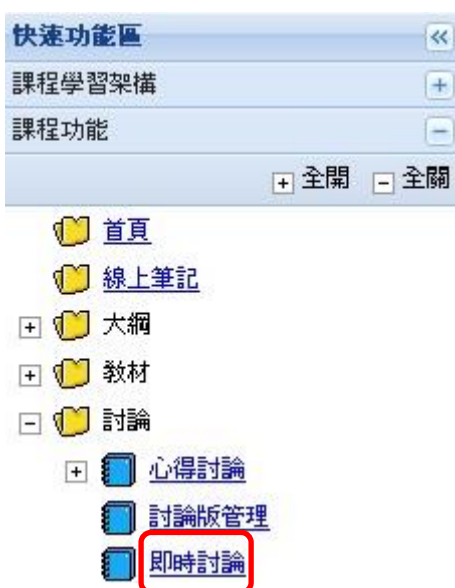 快速功能區
課程學習架構
課程功能
全開 全關
首頁
線上筆記
大綱
教材
討論
心得討論
討論版管理
即時討論